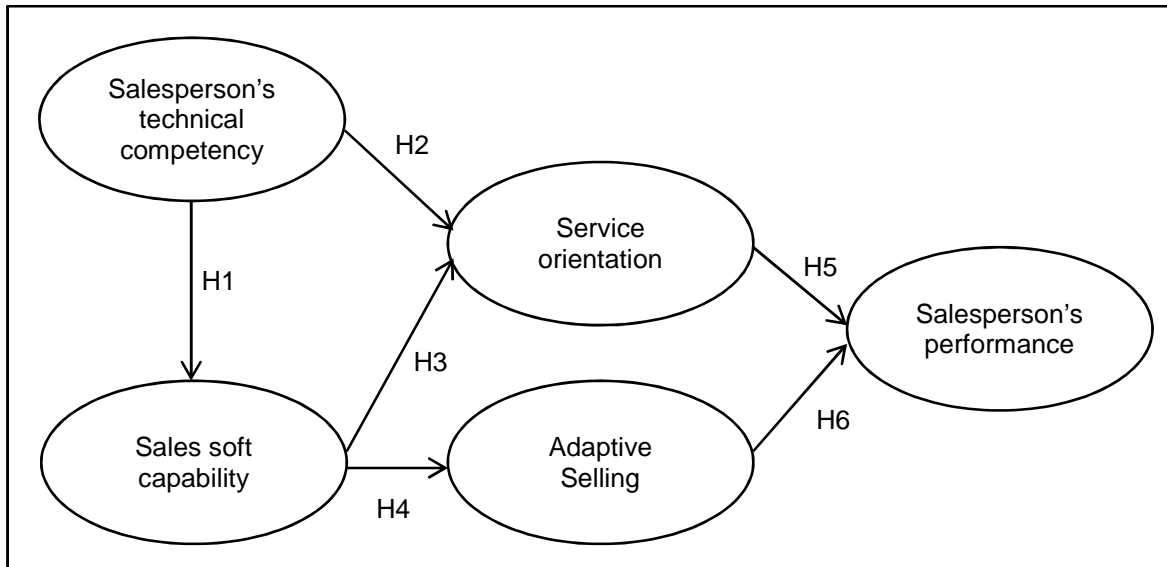 Salesperson’s
technical
competency
H2
Service
orientation
H1
H5
Salesperson’s
performance
H3
Sales soft
capability
Adaptive
Selling
H6
H4